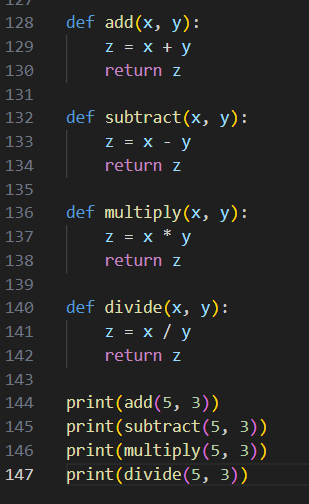 127
128 def add(x, y):
129     z = x + y
130     return z
131
132 def subtract(x, y):
133     z = x - y
134     return z
135
136 def multiply(x, y):
137     z = x * y
138     return z
139
140 def divide(x, y):
141     z = x / y
142     return z
143
144 print(add(5, 3))
145 print(subtract(5, 3))
146 print(multiply(5, 3))
147 print(divide(5, 3))